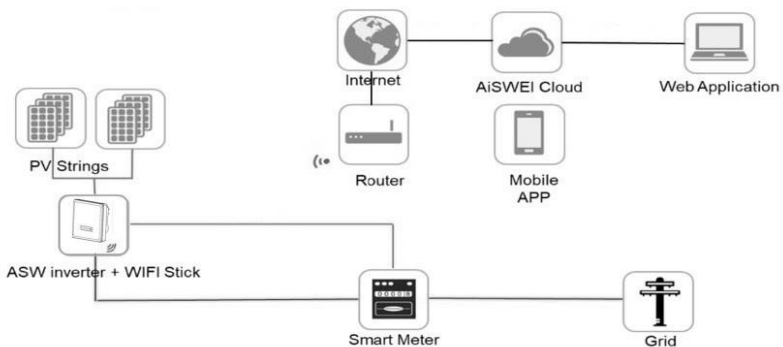 Internet
AiSWEI Cloud
Web Application
PV Strings
Router
Mobile
APP
ASW inverter + WIFI Stick
Smart Meter
Grid